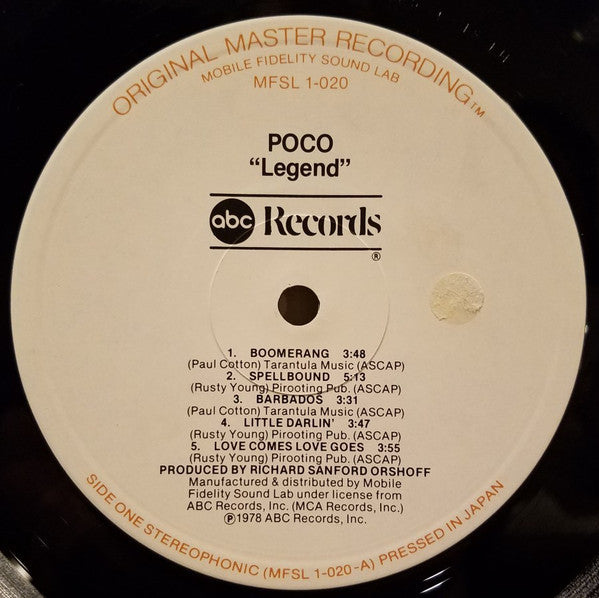 ORIGINAL MASTER RECORDING™
MOBILE FIDELITY SOUND LAB
MFSL 1-020
POCO
“Legend”
abc Records
®
1. BOOMERANG 3:48
(Paul Cotton) Tarantula Music (ASCAP)
2. SPELLBOUND 5:13
(Rusty Young) Pirooting Pub. (ASCAP)
3. BARBADOS 3:31
(Paul Cotton) Tarantula Music (ASCAP)
4. LITTLE DARLIN' 3:47
(Rusty Young) Pirooting Pub. (ASCAP)
5. LOVE COMES LOVE GOES 3:55
(Rusty Young) Pirooting Pub. (ASCAP)
PRODUCED BY RICHARD SANFORD ORSHOFF
Manufactured & distributed by Mobile
Fidelity Sound Lab under license from
ABC Records, Inc. (MCA Records, Inc.)
℗1978 ABC Records, Inc.
SIDE ONE STEREOPHONIC (MFSL 1-020-A) PRESSED IN JAPAN